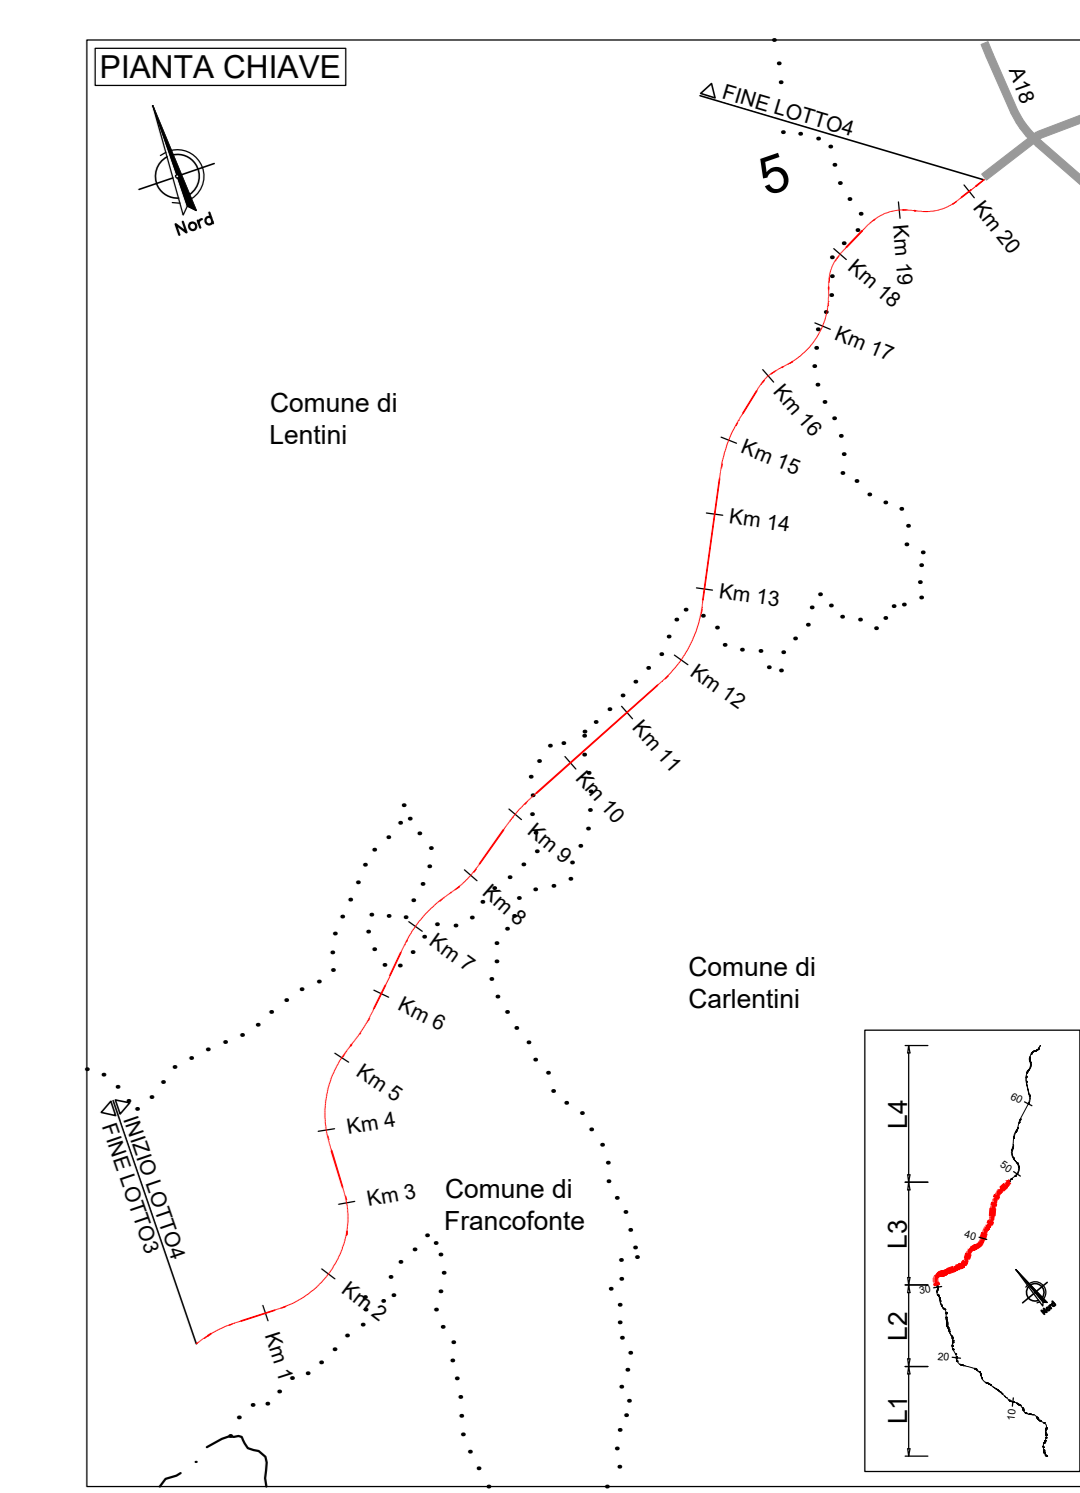 PIANTA CHIAVE
Nord
FINE LOTTO4
A18
5
Km 20
Km 19
Km 18
Km 17
Comune di
Lentini
Km 16
Km 15
Km 14
Km 13
Km 12
Km 11
Km 10
Km 9
Km 8
Km 7
Comune di
Carlentini
Km 6
Km 5
Km 4
INIZIO LOTTO4
FINE LOTTO3
Km 3
Comune di
Francofonte
Km 2
Km 1
L4
60
50
L3
40
30
L2
20
L1
10